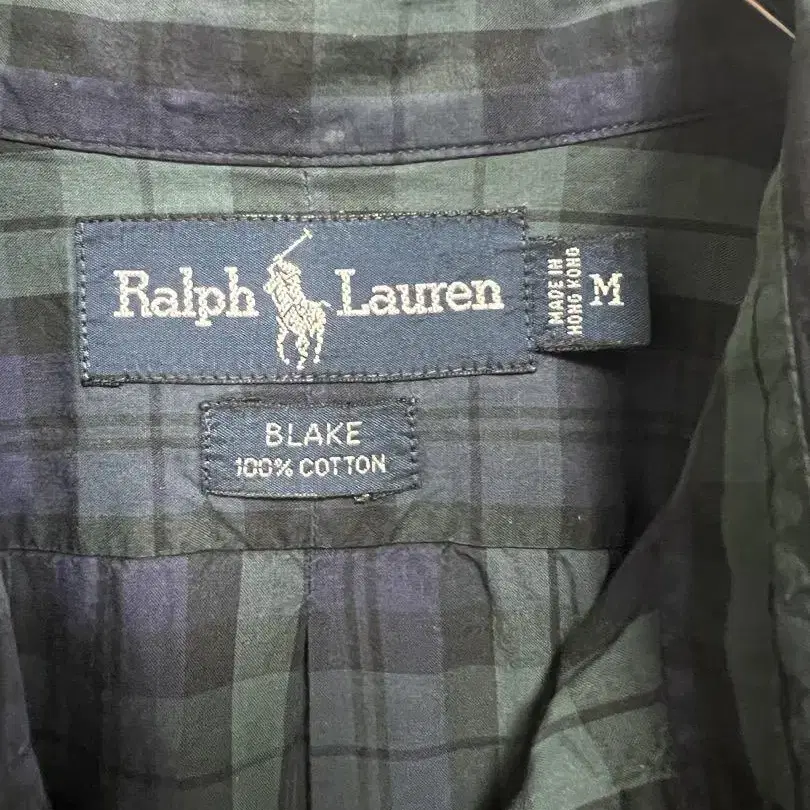 Ralph Lauren
MADE IN
HONG KONG
M
BLAKE
100% COTTON